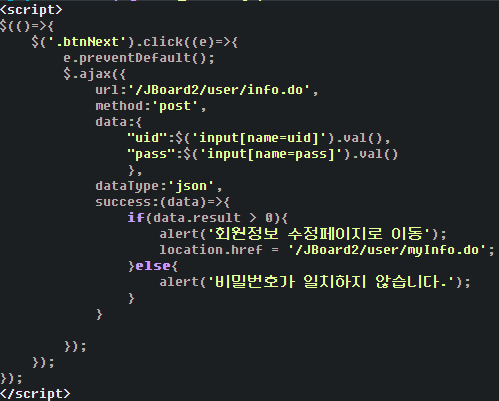 <script>
$(()=>{
    $('.btnNext').click((e)=>{
        e.preventDefault();
        $.ajax({
            url:'/JBoard2/user/info.do',
            method:'post',
            data:{
                "uid":$('input[name=uid]').val(),
                "pass":$('input[name=pass]').val()
                },
            dataType:'json',
            success:(data)=>{
                if(data.result > 0){
                    alert('회원정보 수정페이지로 이동');
                    location.href = '/JBoard2/user/myInfo.do';
                }else{
                    alert('비밀번호가 일치하지 않습니다.');
                }
            }
        });
    });
});
</script>